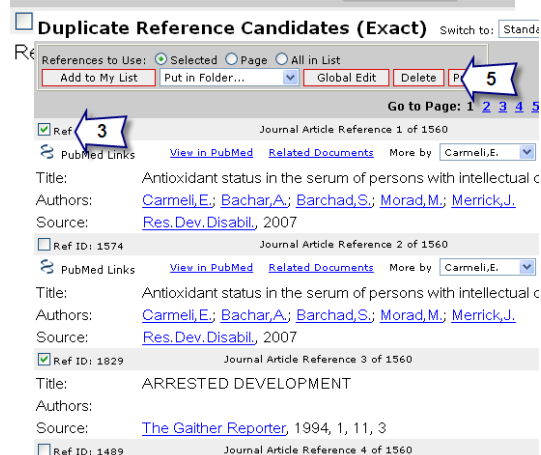 Duplicate Reference Candidates (Exact) Switch to: Standa
Re
References to Use: Selected Page All in List
Add to My List Put in Folder... Global Edit Delete P 5
Go to Page: 1 2 3 4 5
Ref 3 Journal Article Reference 1 of 1560
PubMed Links View in PubMed Related Documents More by Carmeli,E.
Title: Antioxidant status in the serum of persons with intellectual
Authors: Carmeli,E.; Bachar,A.; Barchad,S.; Morad,M.; Merrick,J.
Source: Res.Dev.Disabil., 2007
Ref ID: 1574 Journal Article Reference 2 of 1560
PubMed Links View in PubMed Related Documents More by Carmeli,E.
Title: Antioxidant status in the serum of persons with intellectual
Authors: Carmeli,E.; Bachar,A.; Barchad,S.; Morad,M.; Merrick,J.
Source: Res.Dev.Disabil., 2007
Ref ID: 1829 Journal Article Reference 3 of 1560
Title: ARRESTED DEVELOPMENT
Authors:
Source: The Gaither Reporter, 1994, 1, 11, 3
Ref ID: 1489 Journal Article Reference 4 of 1560